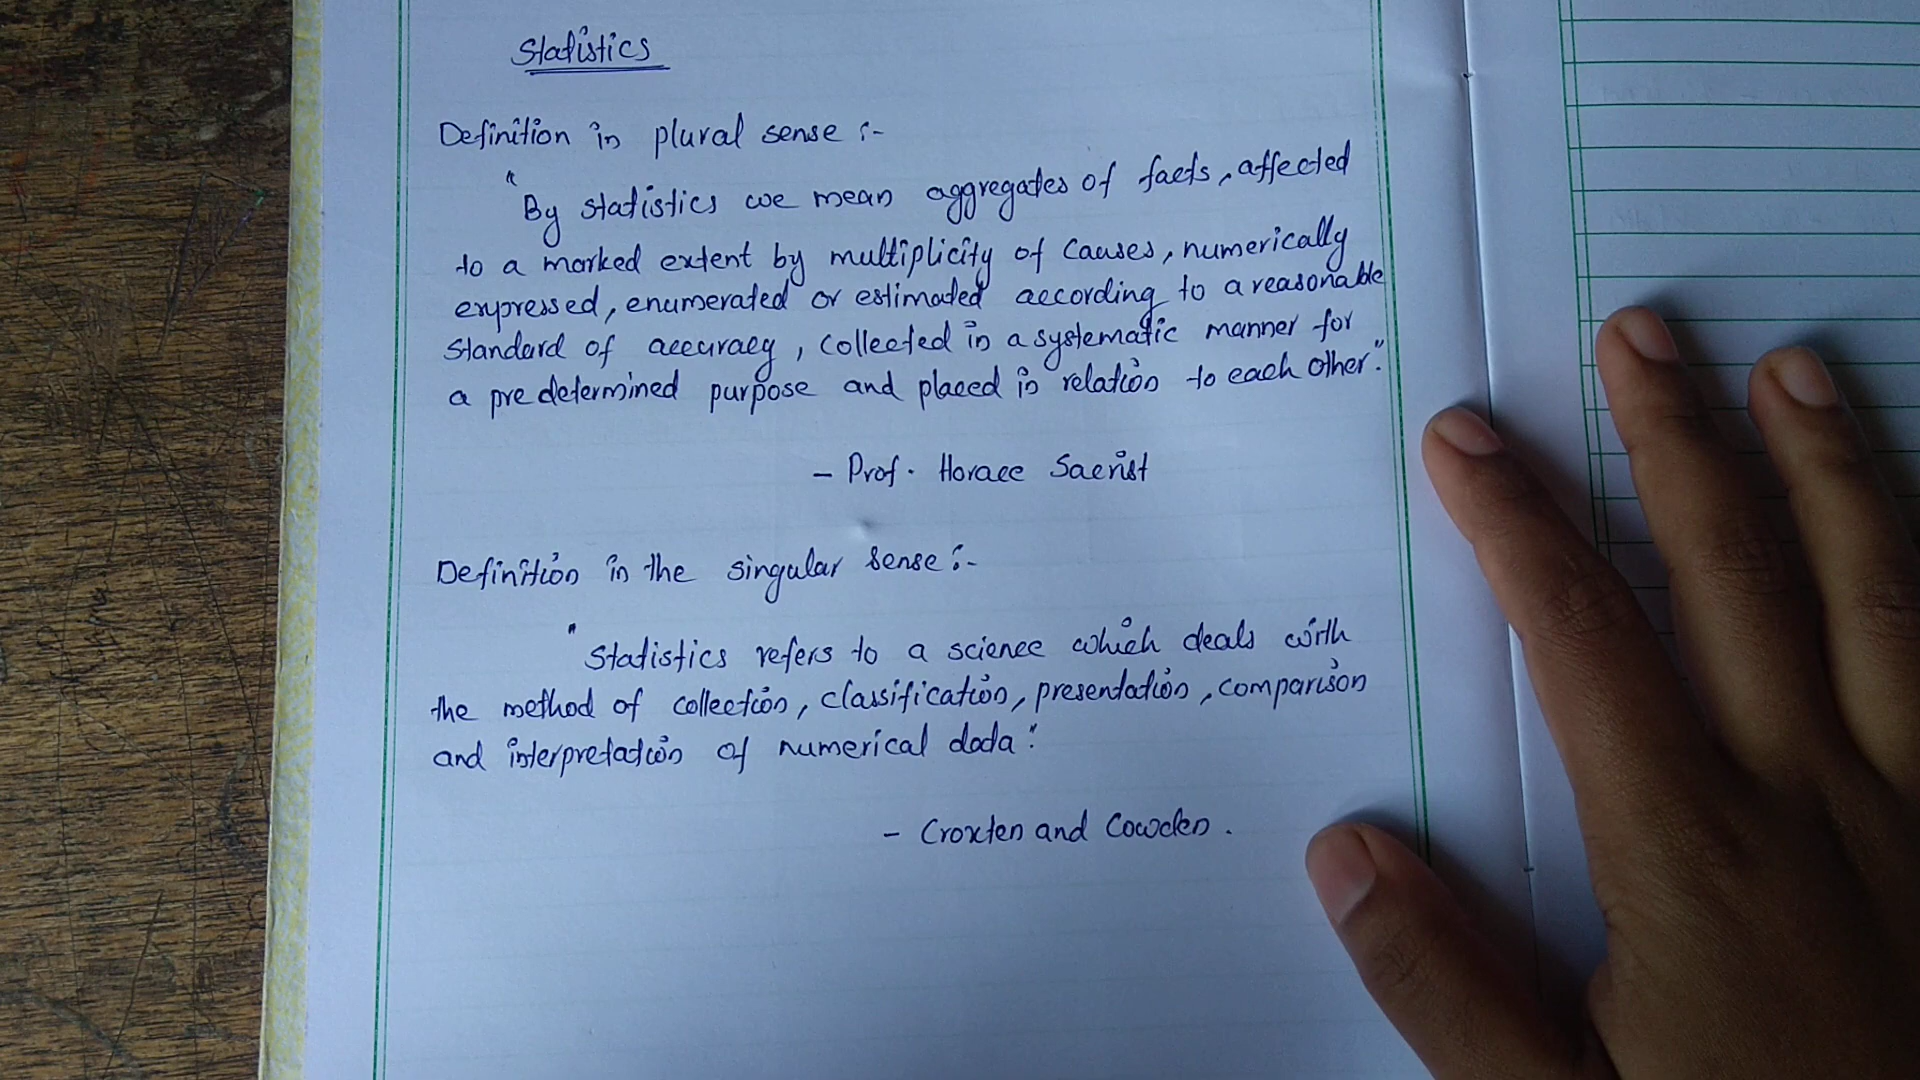 Statistics
Definition in plural sense :-
"By statistics we mean aggregates of facts, affected
to a marked extent by multiplicity of causes, numerically
expressed, enumerated or estimated according to a reasonable
standard of accuracy, collected in a systematic manner for
a pre determined purpose and placed in relation to each other."
- Prof. Horace Sacrist
Definition in the singular sense :-
"Statistics refers to a science which deals with
the method of collection, classification, presentation, comparison
and interpretation of numerical data."
- Croxten and Cowden.